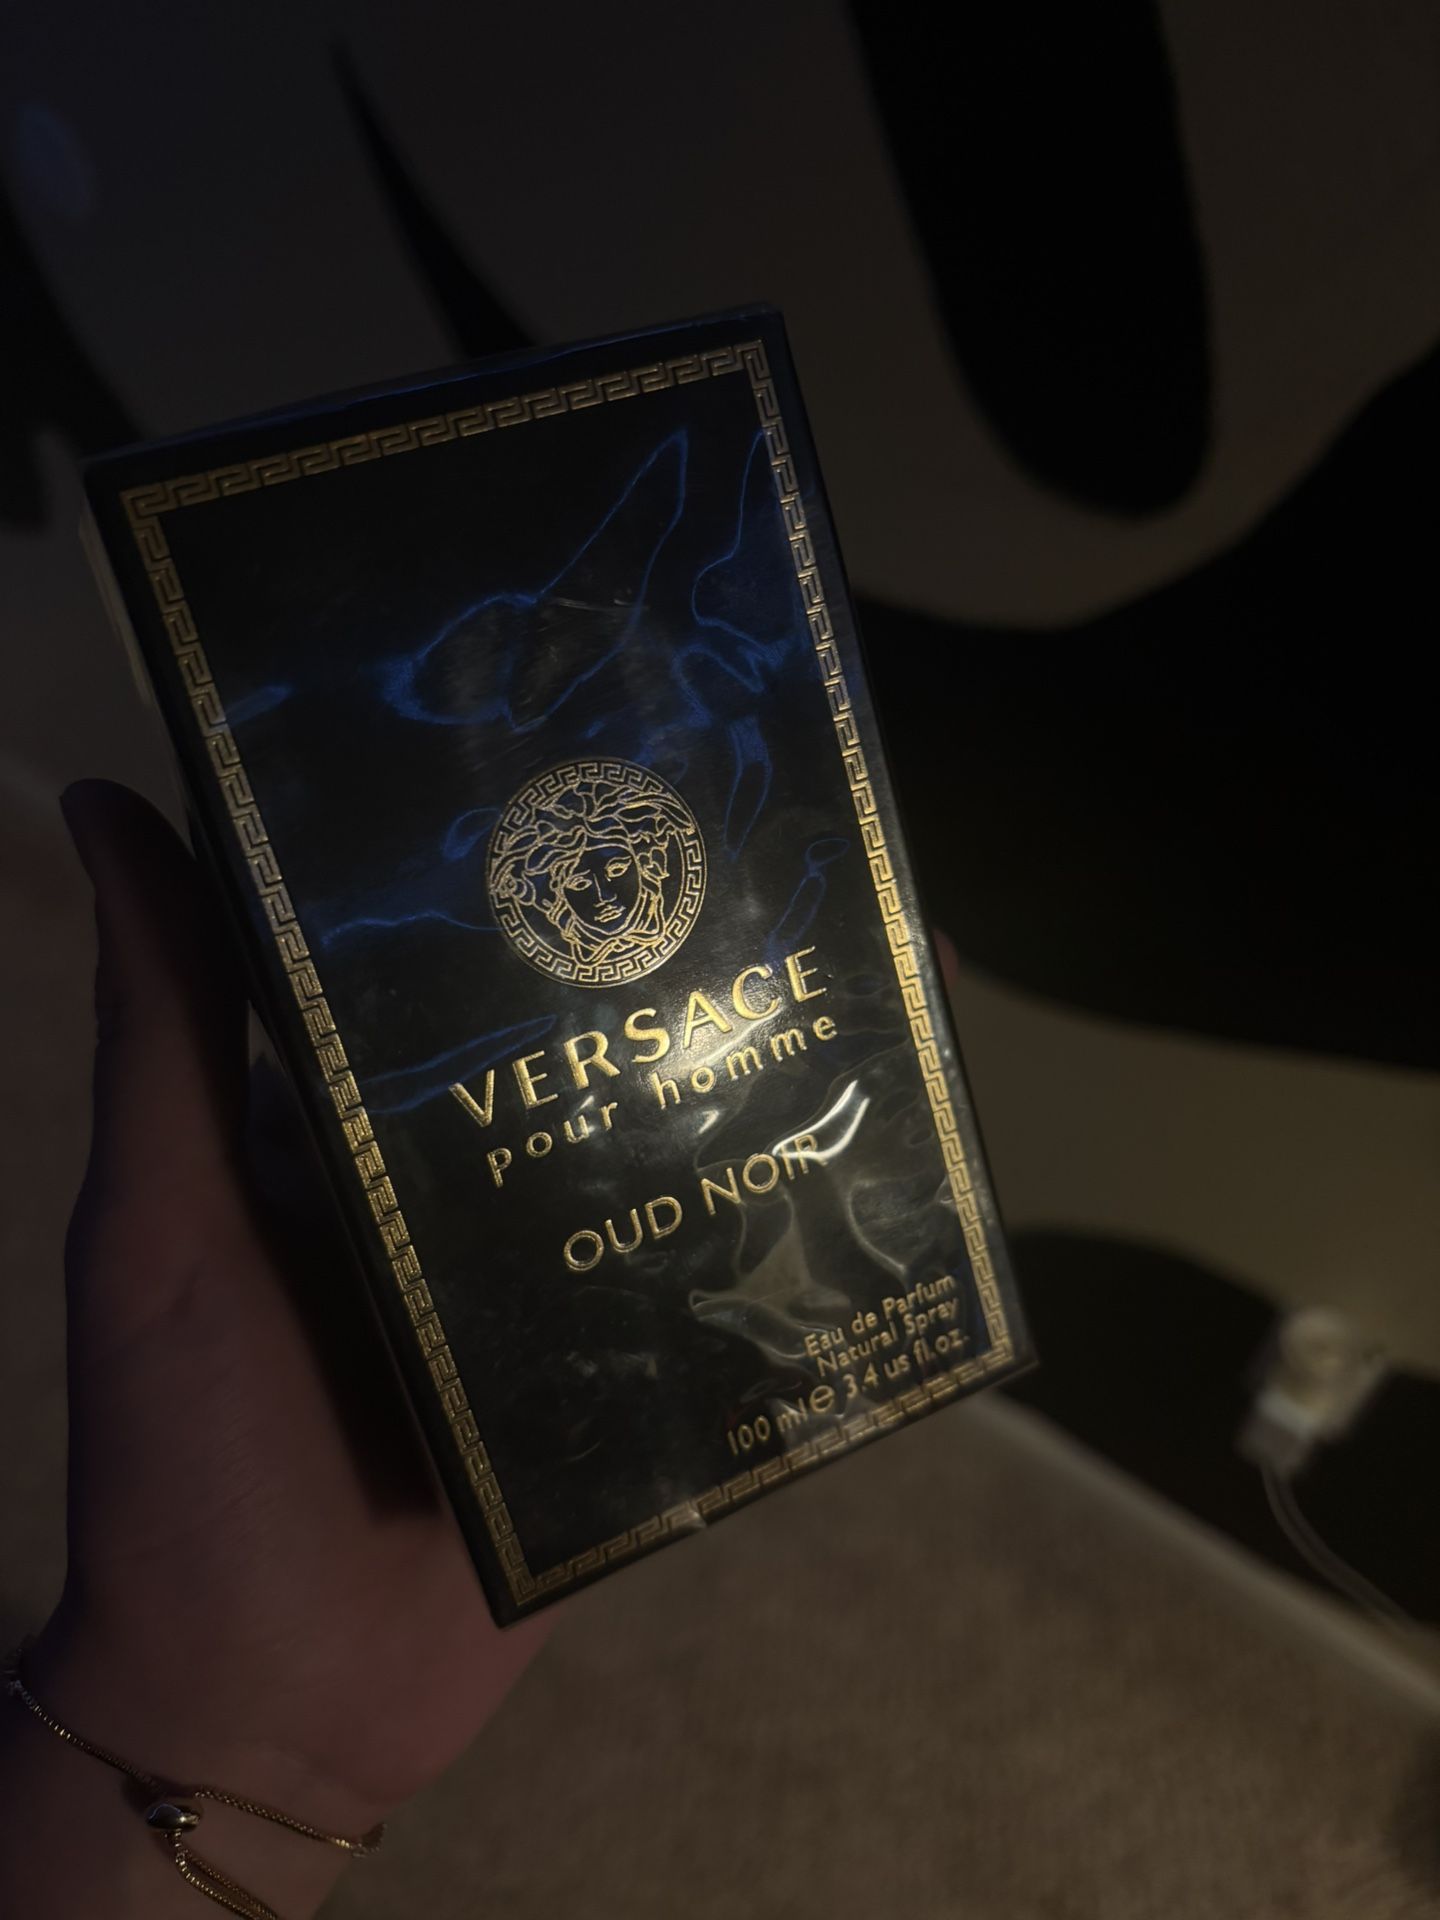 VERSACE
pour homme
OUD NOIR
Eau de Parfum
Natural Spray
100 ml ℮ 3.4 us fl.oz.